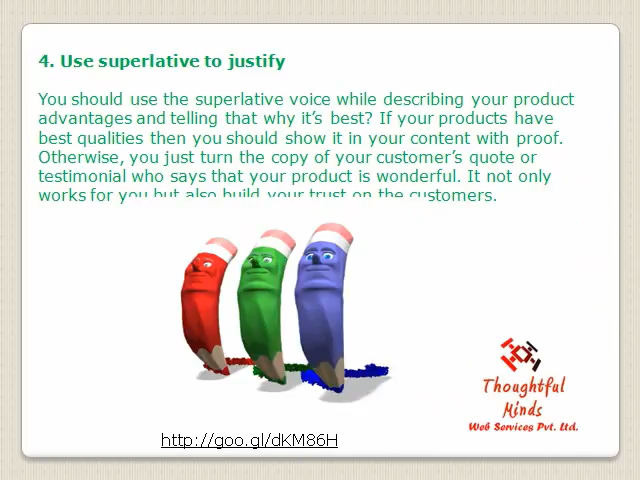 4. Use superlative to justify
You should use the superlative voice while describing your product
advantages and telling that why it's best? If your products have
best qualities then you should show it in your content with proof.
Otherwise, you just turn the copy of your customer's quote or
testimonial who says that your product is wonderful. It not only
works for you but also build your trust on the customers.
Thoughtful
Minds
Web Services Pvt. Ltd.
http://goo.gl/dKM86H